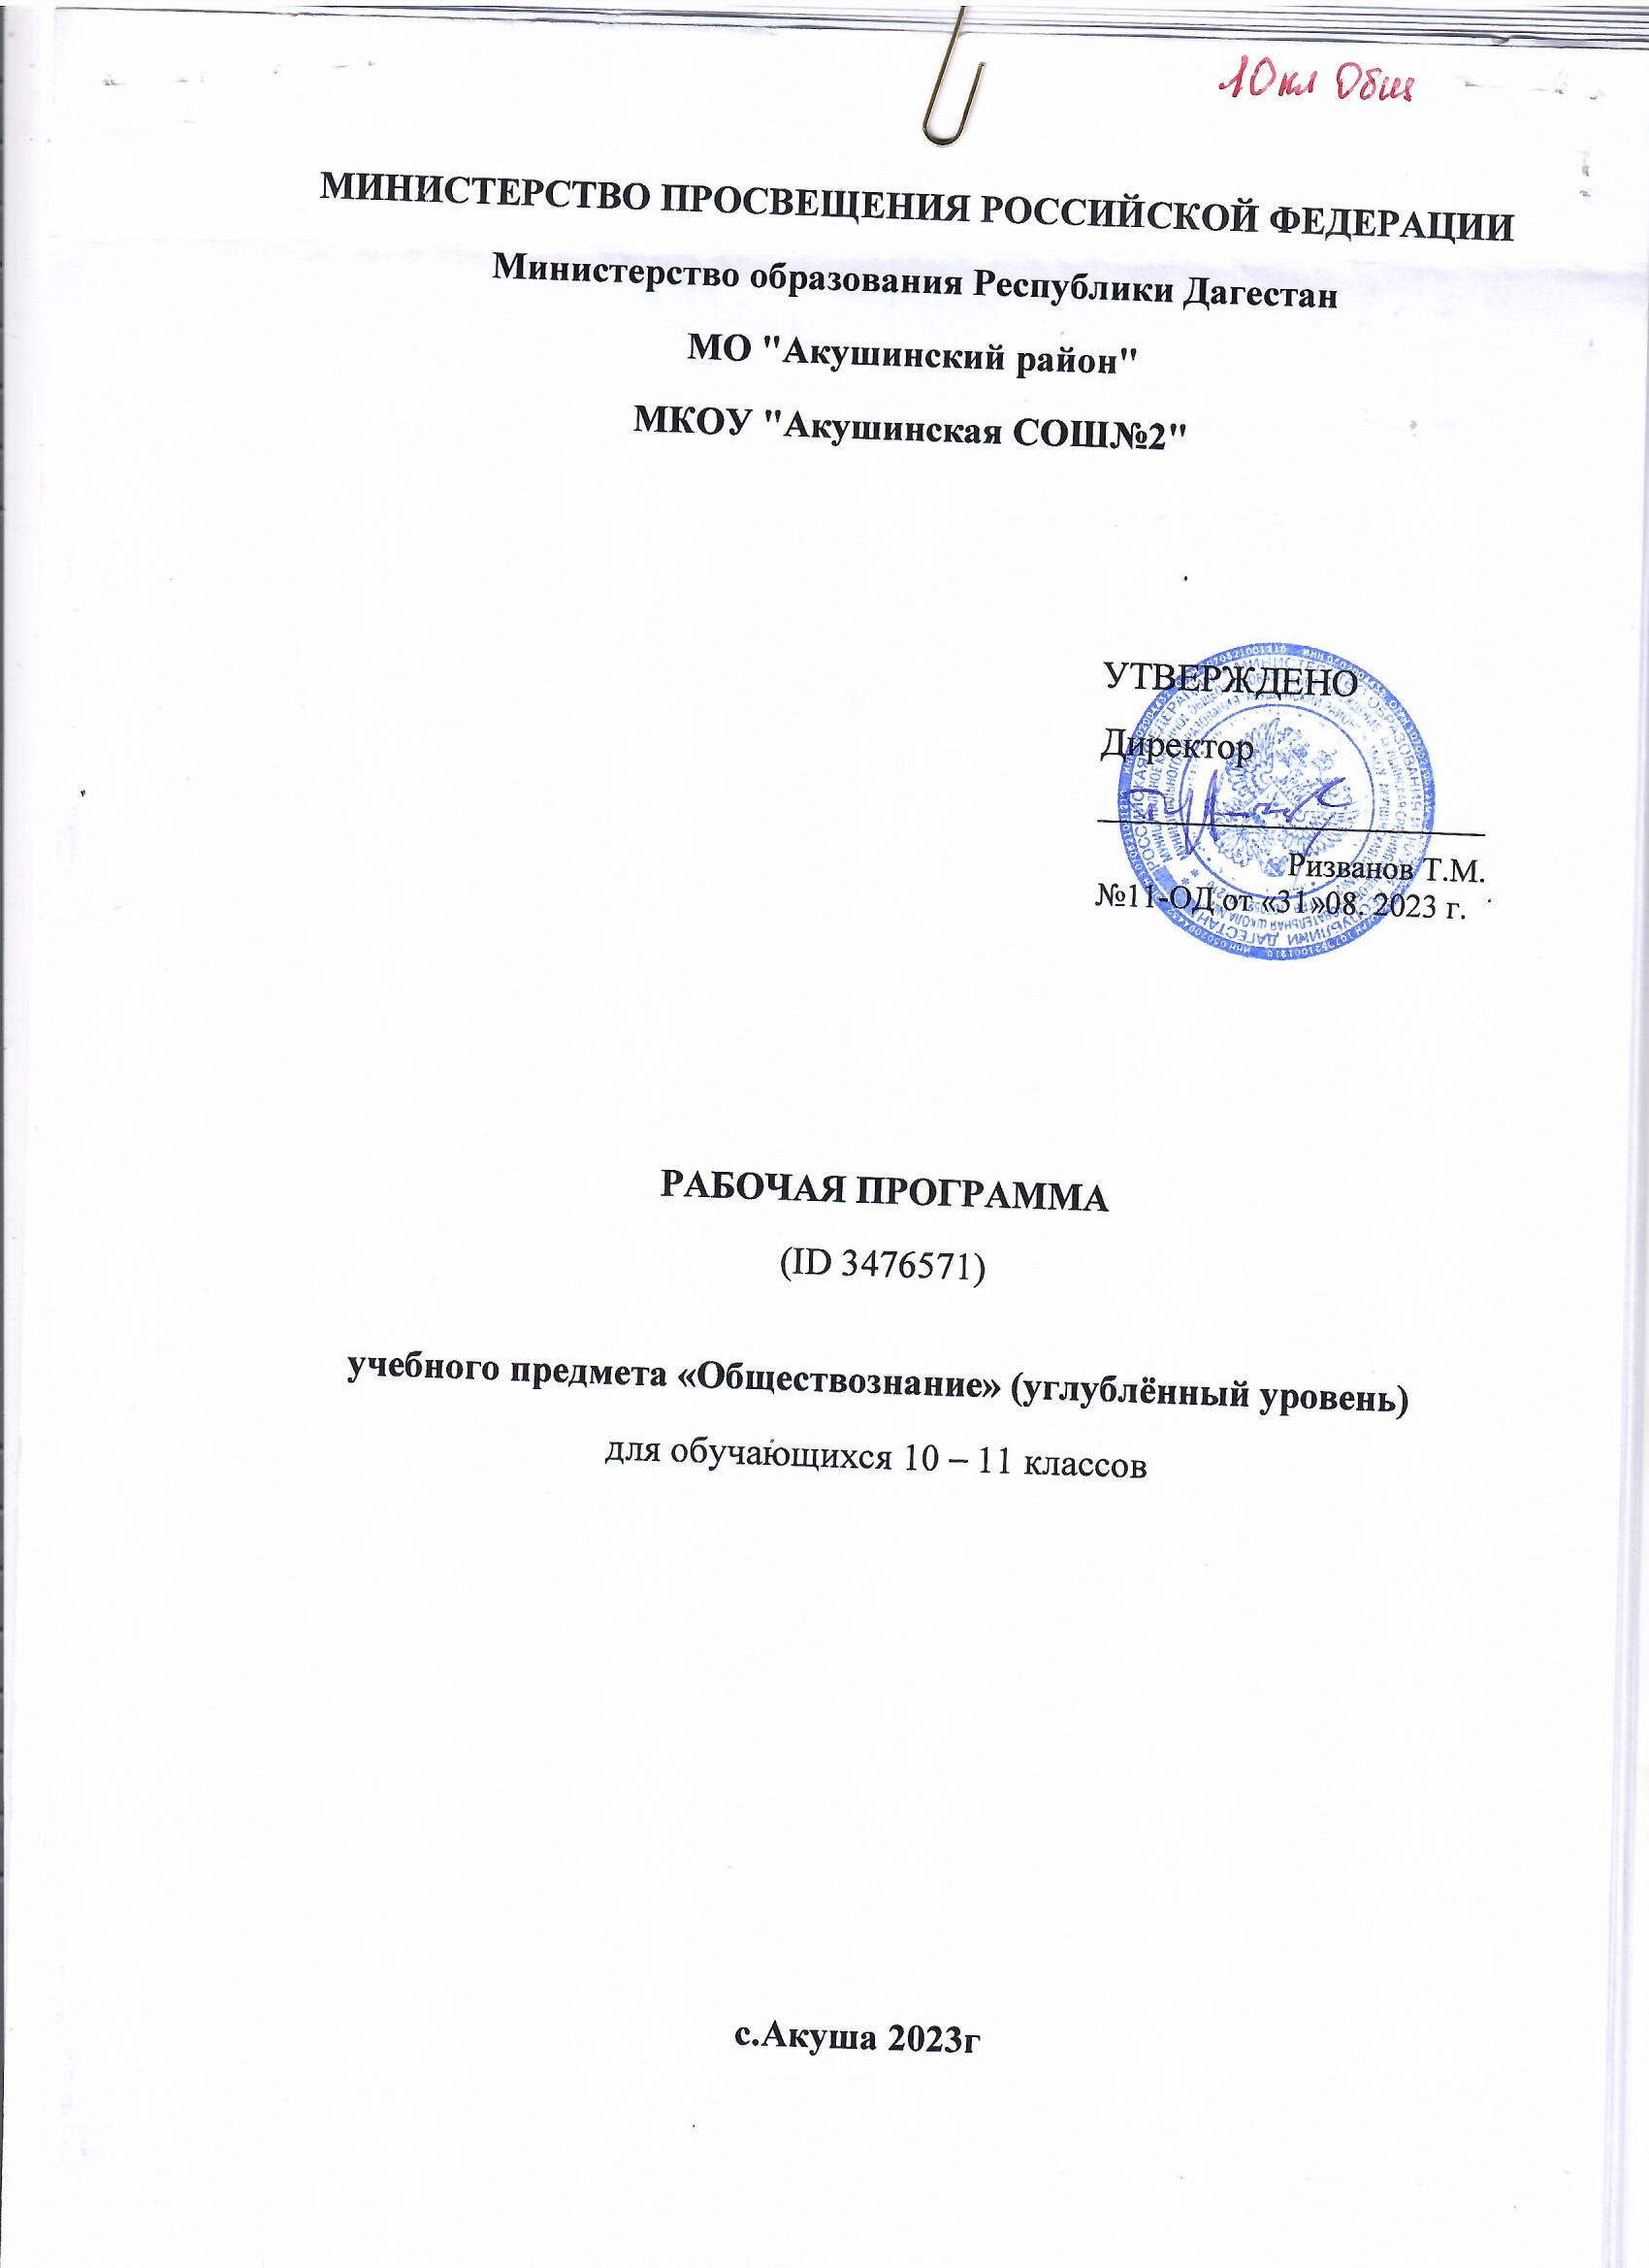 10 кл Общ
МИНИСТЕРСТВО ПРОСВЕЩЕНИЯ РОССИЙСКОЙ ФЕДЕРАЦИИ
Министерство образования Республики Дагестан
МО "Акушинский район"
МКОУ "Акушинская СОШ№2"
УТВЕРЖДЕНО
Директор
Ризванов Т.М.
№11-ОД от «31»08. 2023 г.
РАБОЧАЯ ПРОГРАММА
(ID 3476571)
учебного предмета «Обществознание» (углублённый уровень)
для обучающихся 10 – 11 классов
с.Акуша 2023г